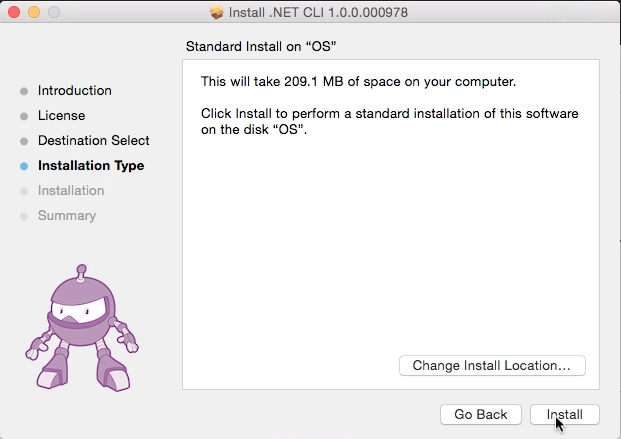 Install .NET CLI 1.0.0.000978
Standard Install on “OS”
Introduction
License
Destination Select
Installation Type
Installation
Summary
This will take 209.1 MB of space on your computer.
Click Install to perform a standard installation of this software
on the disk “OS”.
Change Install Location...
Go Back
Install